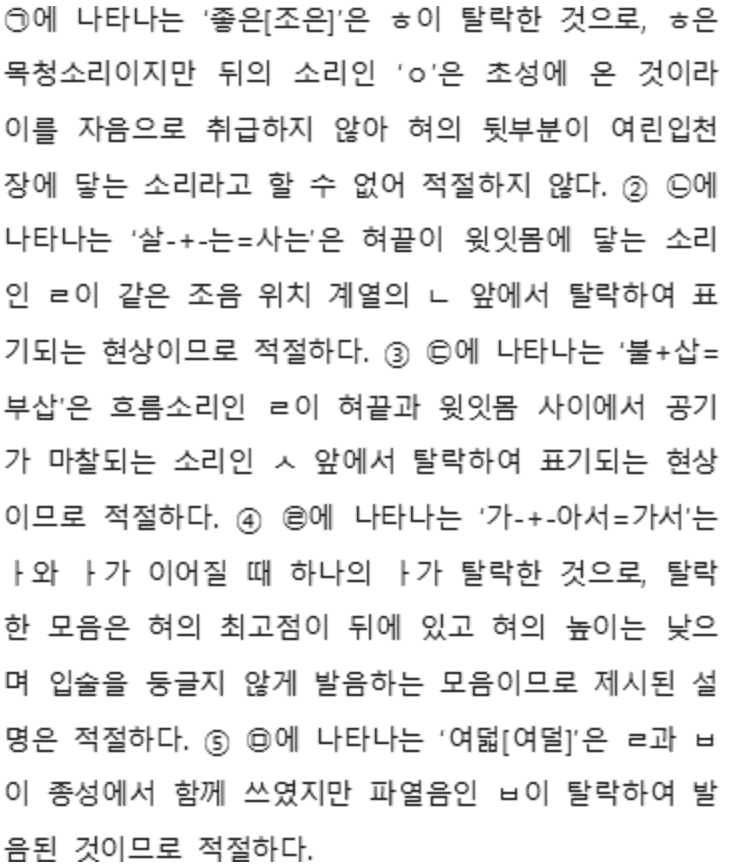 ㉠에 나타나는 ‘좋은[조은]’은 ㅎ이 탈락한 것으로, ㅎ은
목청소리이지만 뒤의 소리인 ‘ㅇ’은 초성에 온 것이라
이를 자음으로 취급하지 않아 혀의 뒷부분이 여린입천
장에 닿는 소리라고 할 수 없어 적절하지 않다. ② ㉡에
나타나는 ‘살-+-는=사는’은 혀끝이 윗잇몸에 닿는 소리
인 ㄹ이 같은 조음 위치 계열의 ㄴ 앞에서 탈락하여 표
기되는 현상이므로 적절하다. ③ ㉢에 나타나는 ‘불+삽=
부삽’은 흐름소리인 ㄹ이 혀끝과 윗잇몸 사이에서 공기
가 마찰되는 소리인 ㅅ 앞에서 탈락하여 표기되는 현상
이므로 적절하다. ④ ㉣에 나타나는 ‘가-+-아서=가서’는
ㅏ와 ㅏ가 이어질 때 하나의 ㅏ가 탈락한 것으로, 탈락
한 모음은 혀의 최고점이 뒤에 있고 혀의 높이는 낮으
며 입술을 둥글지 않게 발음하는 모음이므로 제시된 설
명은 적절하다. ⑤ ㉤에 나타나는 ‘여덟[여덜]’은 ㄹ과 ㅂ
이 종성에서 함께 쓰였지만 파열음인 ㅂ이 탈락하여 발
음된 것이므로 적절하다.